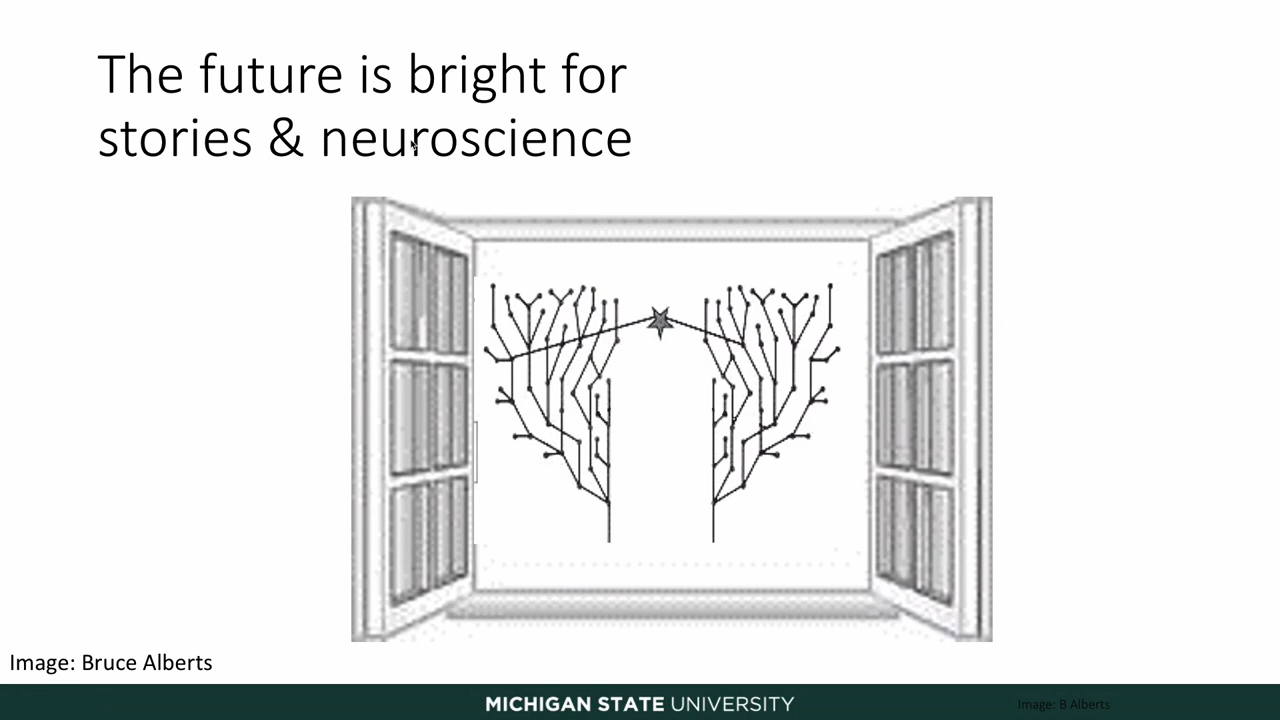 The future is bright for
stories & neuroscience
Image: Bruce Alberts
MICHIGAN STATE UNIVERSITY
Image: B Alberts